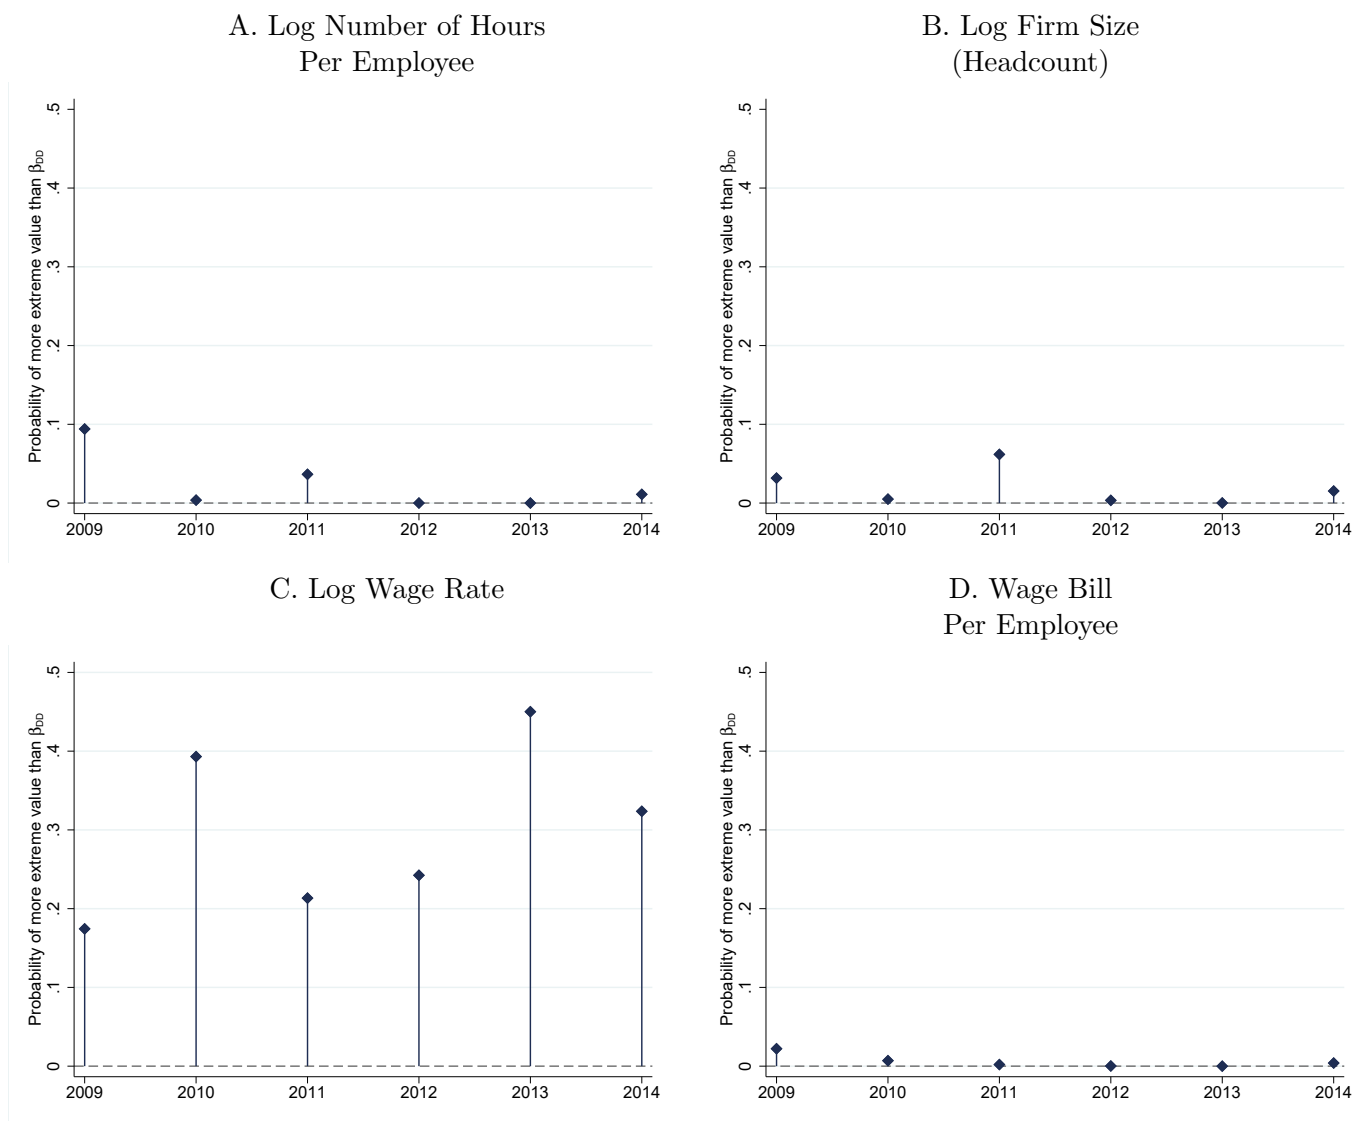 A. Log Number of Hours
Per Employee
B. Log Firm Size
(Headcount)
Probability of more extreme value than βDD
.5
.4
.3
.2
.1
0
2009 2010 2011 2012 2013 2014
Probability of more extreme value than βDD
.5
.4
.3
.2
.1
0
2009 2010 2011 2012 2013 2014
C. Log Wage Rate
D. Wage Bill
Per Employee
Probability of more extreme value than βDD
.5
.4
.3
.2
.1
0
2009 2010 2011 2012 2013 2014
Probability of more extreme value than βDD
.5
.4
.3
.2
.1
0
2009 2010 2011 2012 2013 2014